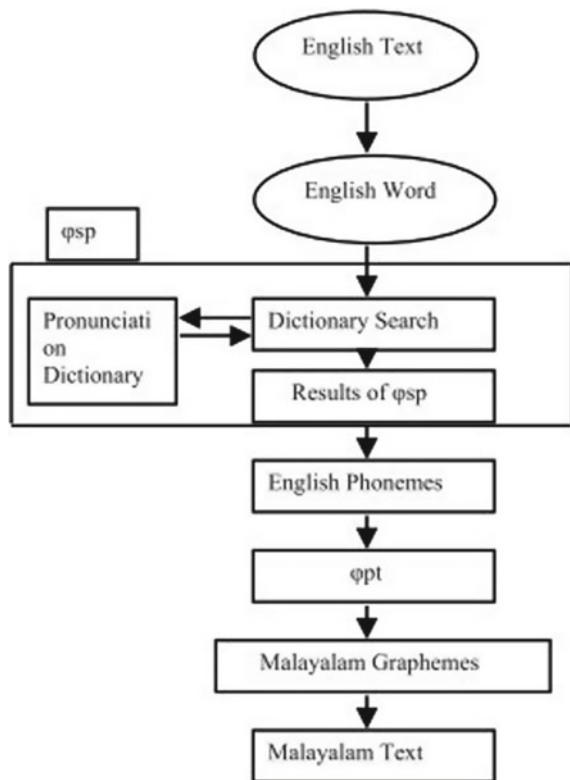 English Text
English Word
φsp
Pronunciati
on
Dictionary
Dictionary Search
Results of φsp
English Phonemes
φpt
Malayalam Graphemes
Malayalam Text